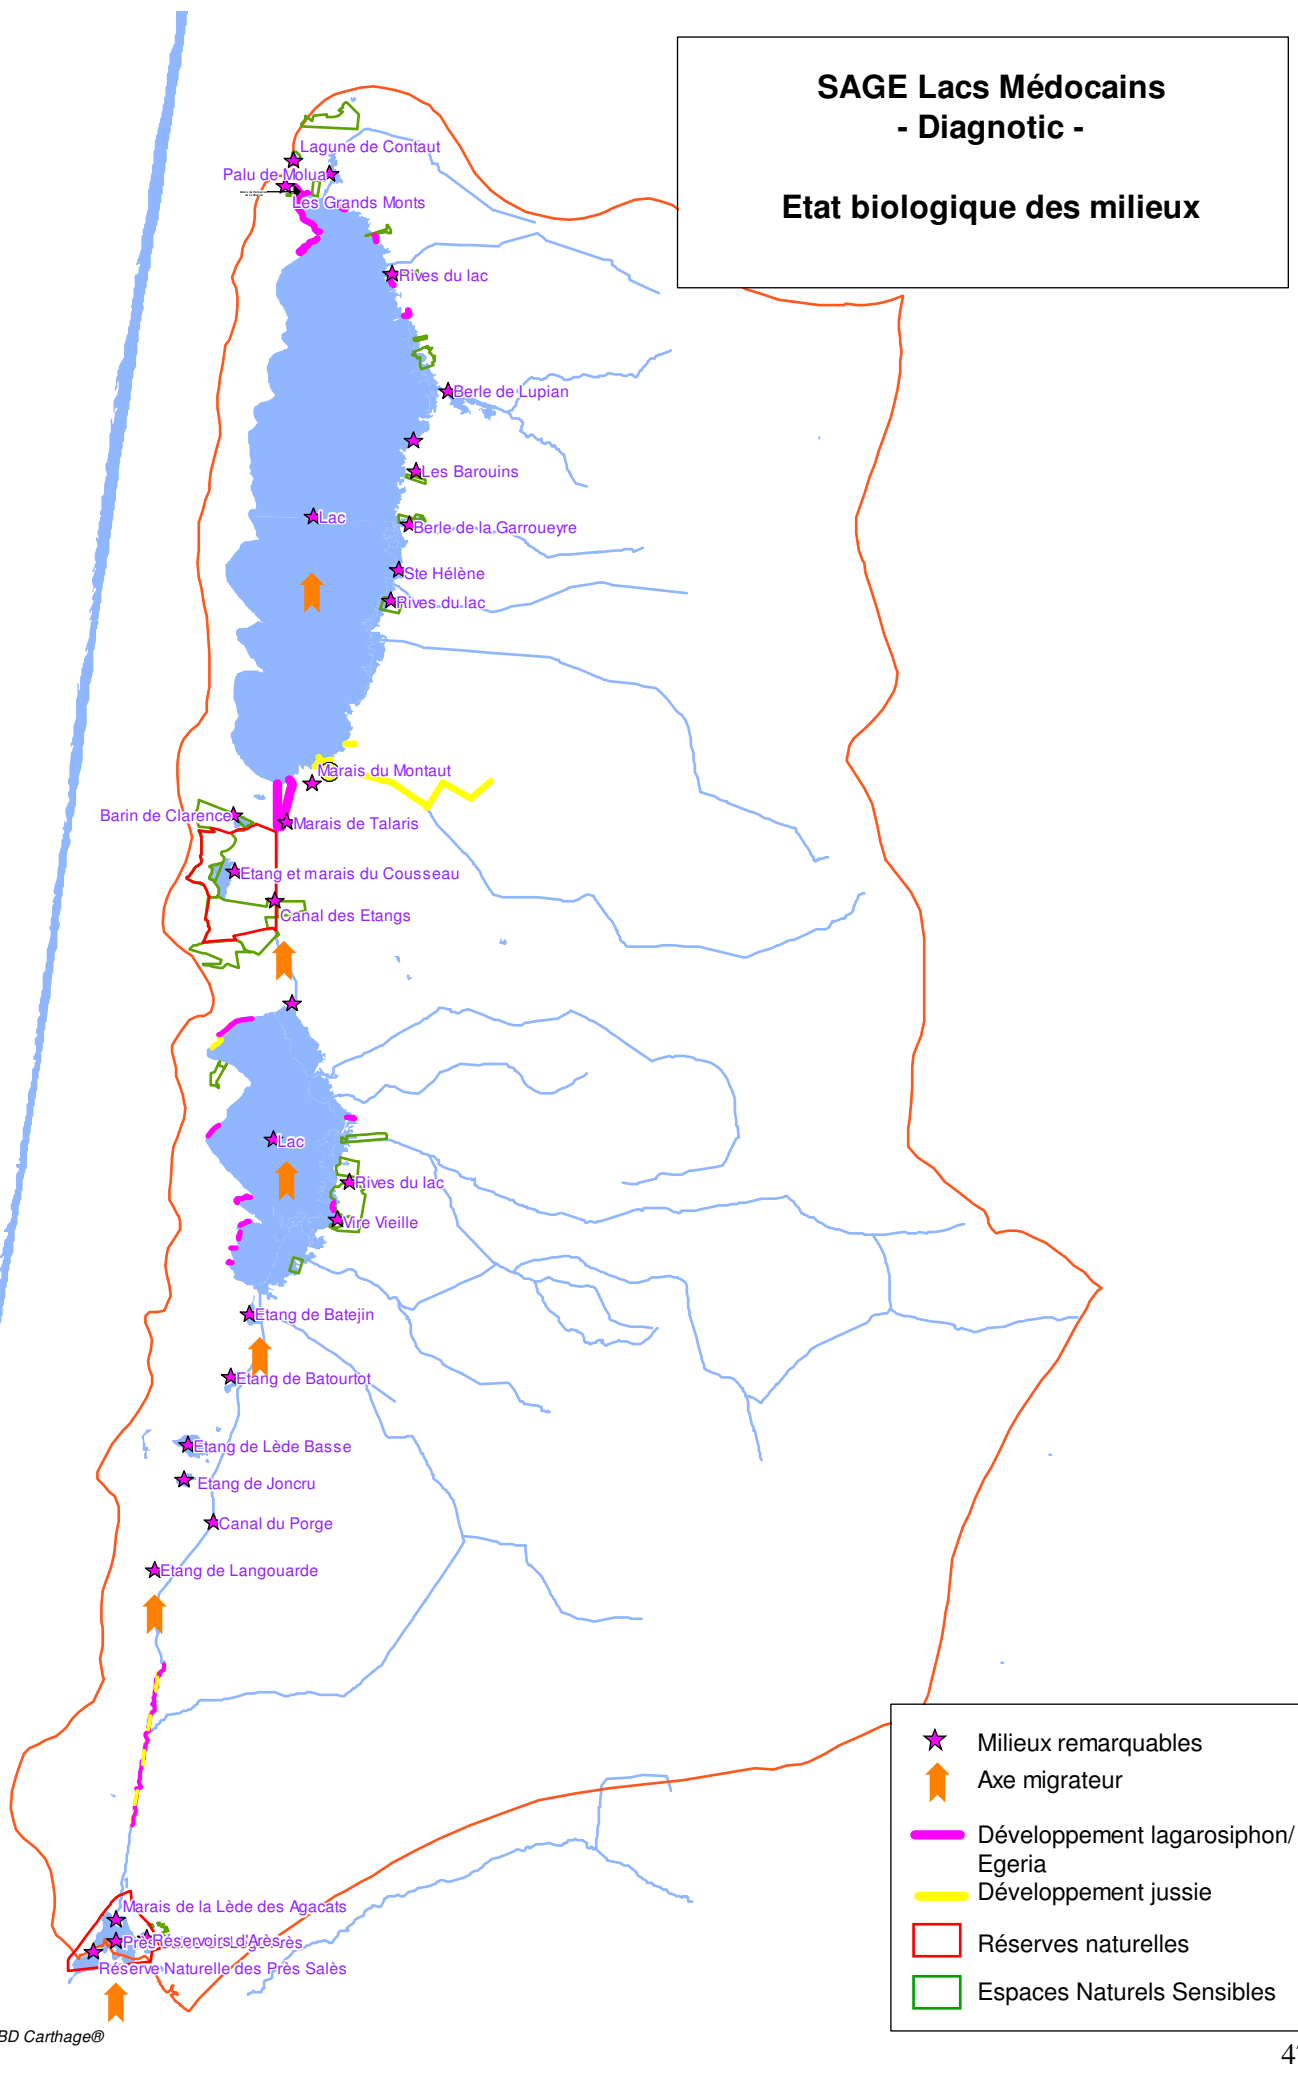 SAGE Lacs Médocains
- Diagnotic -
Etat biologique des milieux
Lagune de Contaut
Palu de Molua
Les Grands Monts
Rives du lac
Berle de Lupian
Les Barouins
Lac
Berle de la Garroueyre
Ste Hélène
Rives du lac
Marais du Montaut
Barin de Clarence
Marais de Talaris
Etang et marais du Cousseau
Canal des Etangs
Lac
Rives du lac
Vire Vieille
Etang de Batejin
Etang de Batourtot
Etang de Lède Basse
Etang de Joncru
Canal du Porge
Etang de Langouarde
Milieux remarquables
Axe migrateur
Développement lagarosiphon/
Egeria
Développement jussie
Réserves naturelles
Espaces Naturels Sensibles
Marais de la Lède des Agacats
Réservoirs d'Arès
Réserve Naturelle des Près Salès
BD Carthage®